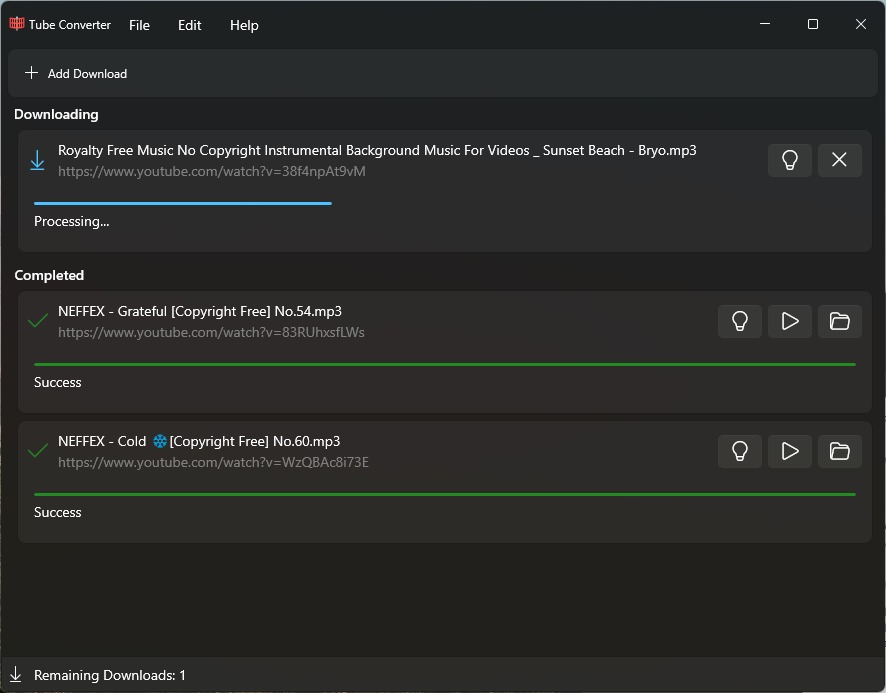 Tube Converter File Edit Help
Add Download
Downloading
Royalty Free Music No Copyright Instrumental Background Music For Videos _ Sunset Beach - Bryo.mp3
https://www.youtube.com/watch?v=38f4npAt9vM
Processing...
Completed
NEFFEX - Grateful [Copyright Free] No.54.mp3
https://www.youtube.com/watch?v=83RUhxsfLWs
Success
NEFFEX - Cold ❄️[Copyright Free] No.60.mp3
https://www.youtube.com/watch?v=WzQBAc8i73E
Success
Remaining Downloads: 1